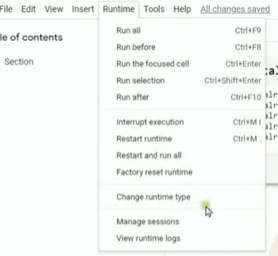 File Edit View Insert Runtime Tools Help All changes saved
le of contents
Section
Run all Ctrl+F9
Run before Ctrl+F8
Run the focused cell Ctrl+Enter
Run selection Ctrl+Shift+Enter
Run after Ctrl+F10
Interrupt execution Ctrl+M I
Restart runtime Ctrl+M .
Restart and run all
Factory reset runtime
Change runtime type
Manage sessions
View runtime logs